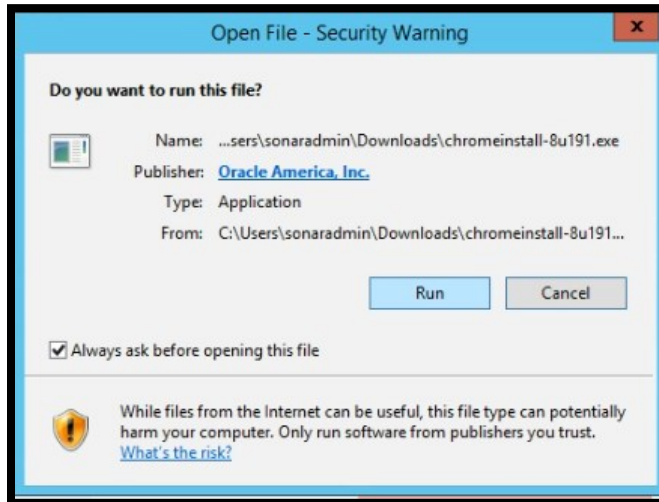 Open File - Security Warning
x
Do you want to run this file?
Name: ...sers\sonaradmin\Downloads\chromeinstall-8u191.exe
Publisher: Oracle America, Inc.
Type: Application
From: C:\Users\sonaradmin\Downloads\chromeinstall-8u191...
Run Cancel
Always ask before opening this file
While files from the Internet can be useful, this file type can potentially
harm your computer. Only run software from publishers you trust.
What's the risk?